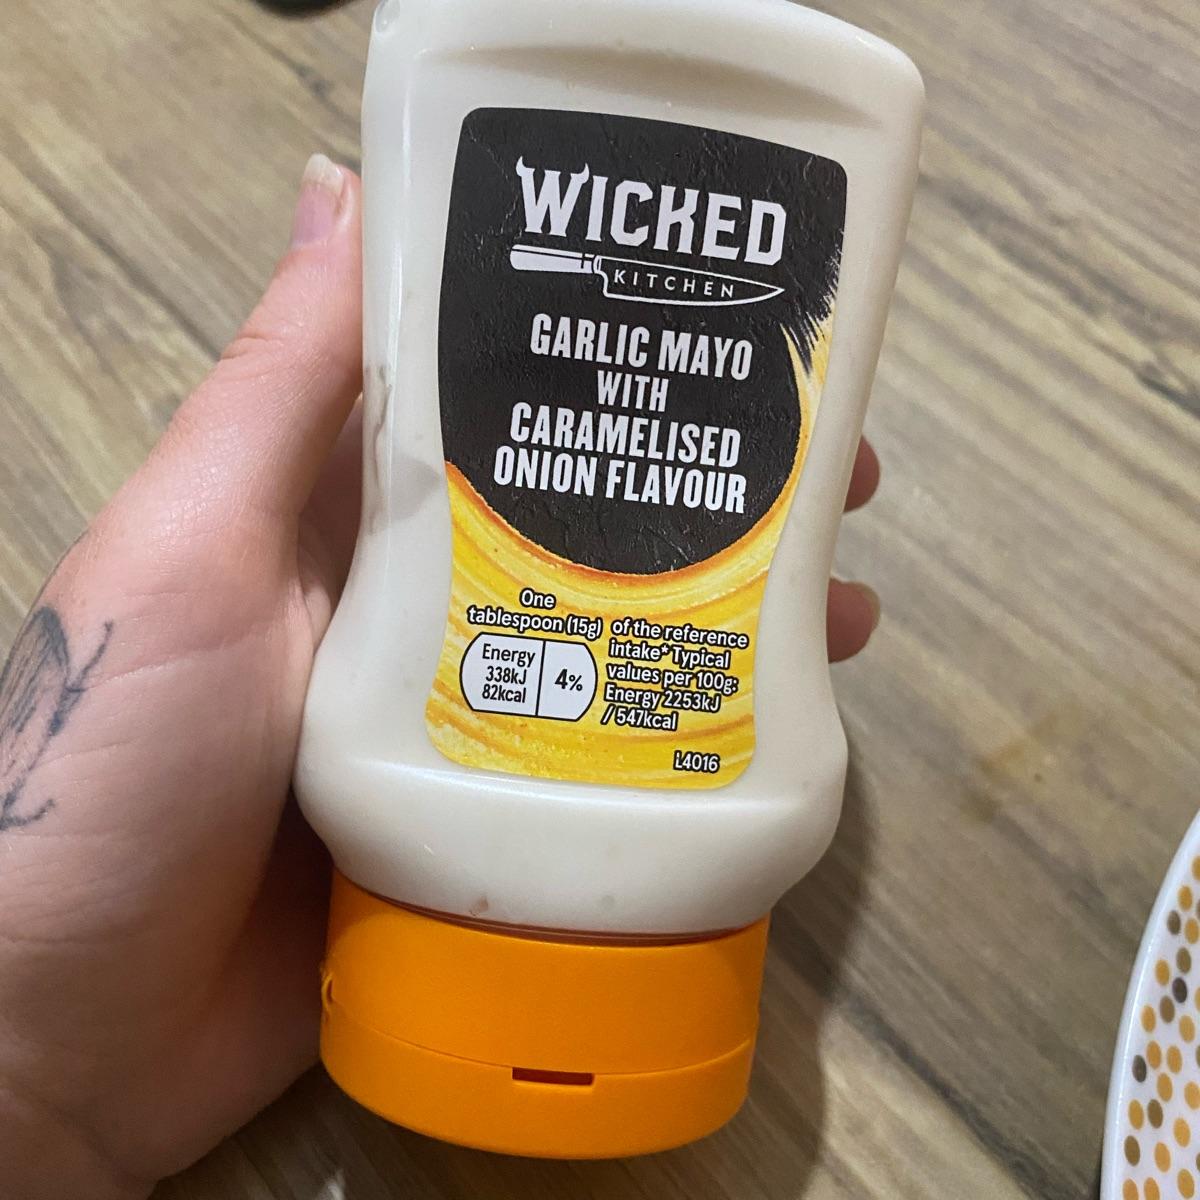 WICKED
KITCHEN
GARLIC MAYO
WITH
CARAMELISED
ONION FLAVOUR
One
tablespoon (15g)
Energy
338kJ
82kcal
4%
of the reference
intake* Typical
values per 100g:
Energy 2253kJ
/ 547kcal
L4016